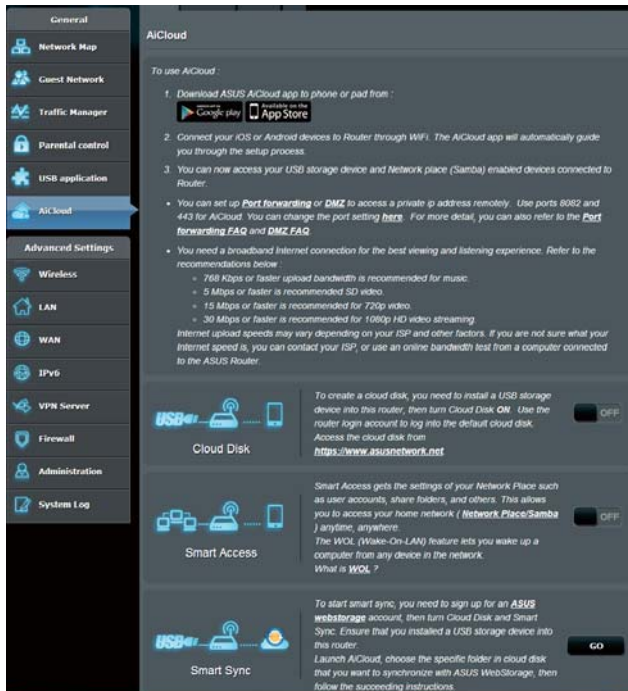 General
Network Map
Guest Network
Traffic Manager
Parental control
USB application
AiCloud
Advanced Settings
Wireless
LAN
WAN
IPv6
VPN Server
Firewall
Administration
System Log
AiCloud
To use AiCloud :
1. Download ASUS AiCloud app to phone or pad from :
Google play
Available on the
App Store
2. Connect your iOS or Android devices to Router through WiFi. The AiCloud app will automatically guide
you through the setup process.
3. You can now access your USB storage device and Network place (Samba) enabled devices connected to
Router.
• You can set up Port forwarding or DMZ to access a private ip address remotely. Use ports 8082 and
443 for AiCloud. You can change the port setting here. For more detail, you can also refer to the Port
forwarding FAQ and DMZ FAQ.
• You need a broadband Internet connection for the best viewing and listening experience. Refer to the
recommendations below :
768 Kbps or faster upload bandwidth is recommended for music.
5 Mbps or faster is recommended SD video.
15 Mbps or faster is recommended for 720p video.
30 Mbps or faster is recommended for 1080p HD video streaming.
Internet upload speeds may vary depending on your ISP and other factors. If you are not sure what your
Internet speed is, you can contact your ISP, or use an online bandwidth test from a computer connected
to the ASUS Router.
USB
Cloud Disk
To create a cloud disk, you need to install a USB storage
device into this router, then turn Cloud Disk ON. Use the
router login account to log into the default cloud disk.
Access the cloud disk from
https://www.asusnetwork.net.
OFF
Smart Access
Smart Access gets the settings of your Network Place such
as user accounts, share folders, and others. This allows
you to access your home network ( Network Place/Samba
) anytime, anywhere.
The WOL (Wake-On-LAN) feature lets you wake up a
computer from any device in the network.
What is WOL ?
OFF
USB
Smart Sync
To start smart sync, you need to sign up for an ASUS
webstorage account, then turn Cloud Disk and Smart
Sync. Ensure that you installed a USB storage device into
this router.
Launch AiCloud, choose the specific folder in cloud disk
that you want to synchronize with ASUS WebStorage, then
follow the succeeding instructions.
GO